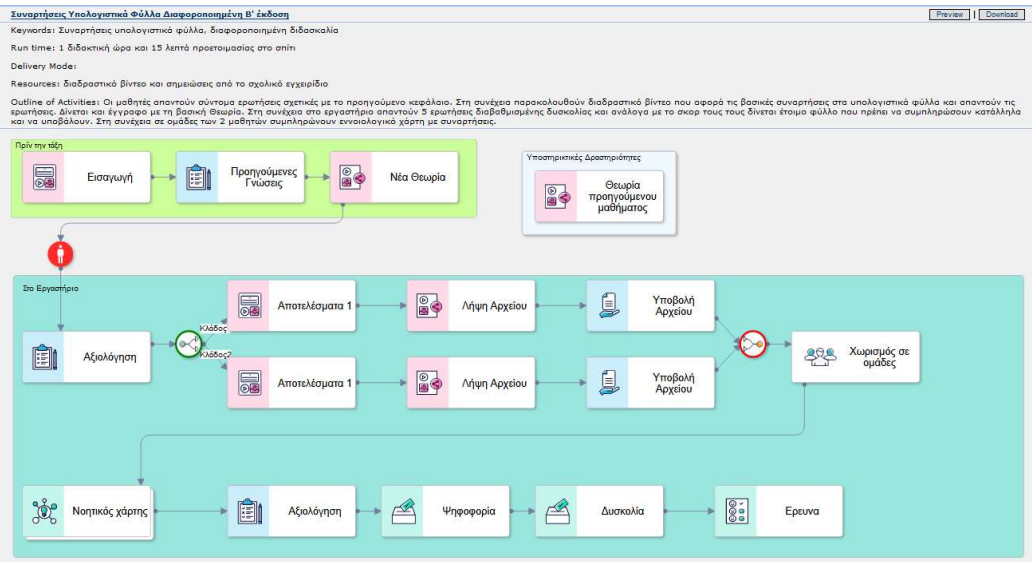 Συναρτήσεις Υπολογιστικά Φύλλα Διαφοροποιημένη Β' έκδοση
Preview | Download
Keywords: Συναρτήσεις υπολογιστικά φύλλα, διαφοροποιημένη διδασκαλία
Run time: 1 διδακτική ώρα και 15 λεπτά προετοιμασίας στο σπίτι
Delivery Mode:
Resources: διαδραστικό βίντεο και σημειώσεις από το σχολικό εγχειρίδιο
Outline of Activities: Οι μαθητές απαντούν σύντομα ερωτήσεις σχετικές με το προηγούμενο κεφάλαιο. Στη συνέχεια παρακολουθούν διαδραστικό βίντεο που αφορά τις βασικές συναρτήσεις στα υπολογιστικά φύλλα και απαντούν τις
ερωτήσεις. Δίνεται και έγγραφο με τη βασική Θεωρία. Στη συνέχεια στο εργαστήριο απαντούν 5 ερωτήσεις διαβαθμισμένης δυσκολίας και ανάλογα με το σκορ τους τους δίνεται έτοιμο φύλλο που πρέπει να συμπληρώσουν κατάλληλα
και να υποβάλουν. Στη συνέχεια σε ομάδες των 2 μαθητών συμπληρώνουν εννοιολογικό χάρτη με συναρτήσεις.
Πρίν την τάξη
Εισαγωγή
Προηγούμενες
Γνώσεις
Νέα Θεωρία
Υποστηρικτικές Δραστηριότητες
Θεωρία
προηγούμενου
μαθήματος
Στο Εργαστήριο
Αξιολόγηση
Κλάδος
Κλάδος2
Αποτελέσματα 1
Λήψη Αρχείου
Υποβολή
Αρχείου
Αποτελέσματα 1
Λήψη Αρχείου
Υποβολή
Αρχείου
Χωρισμός σε
ομάδες
Νοητικός χάρτης
Αξιολόγηση
Ψηφοφορία
Δυσκολία
Ερευνα